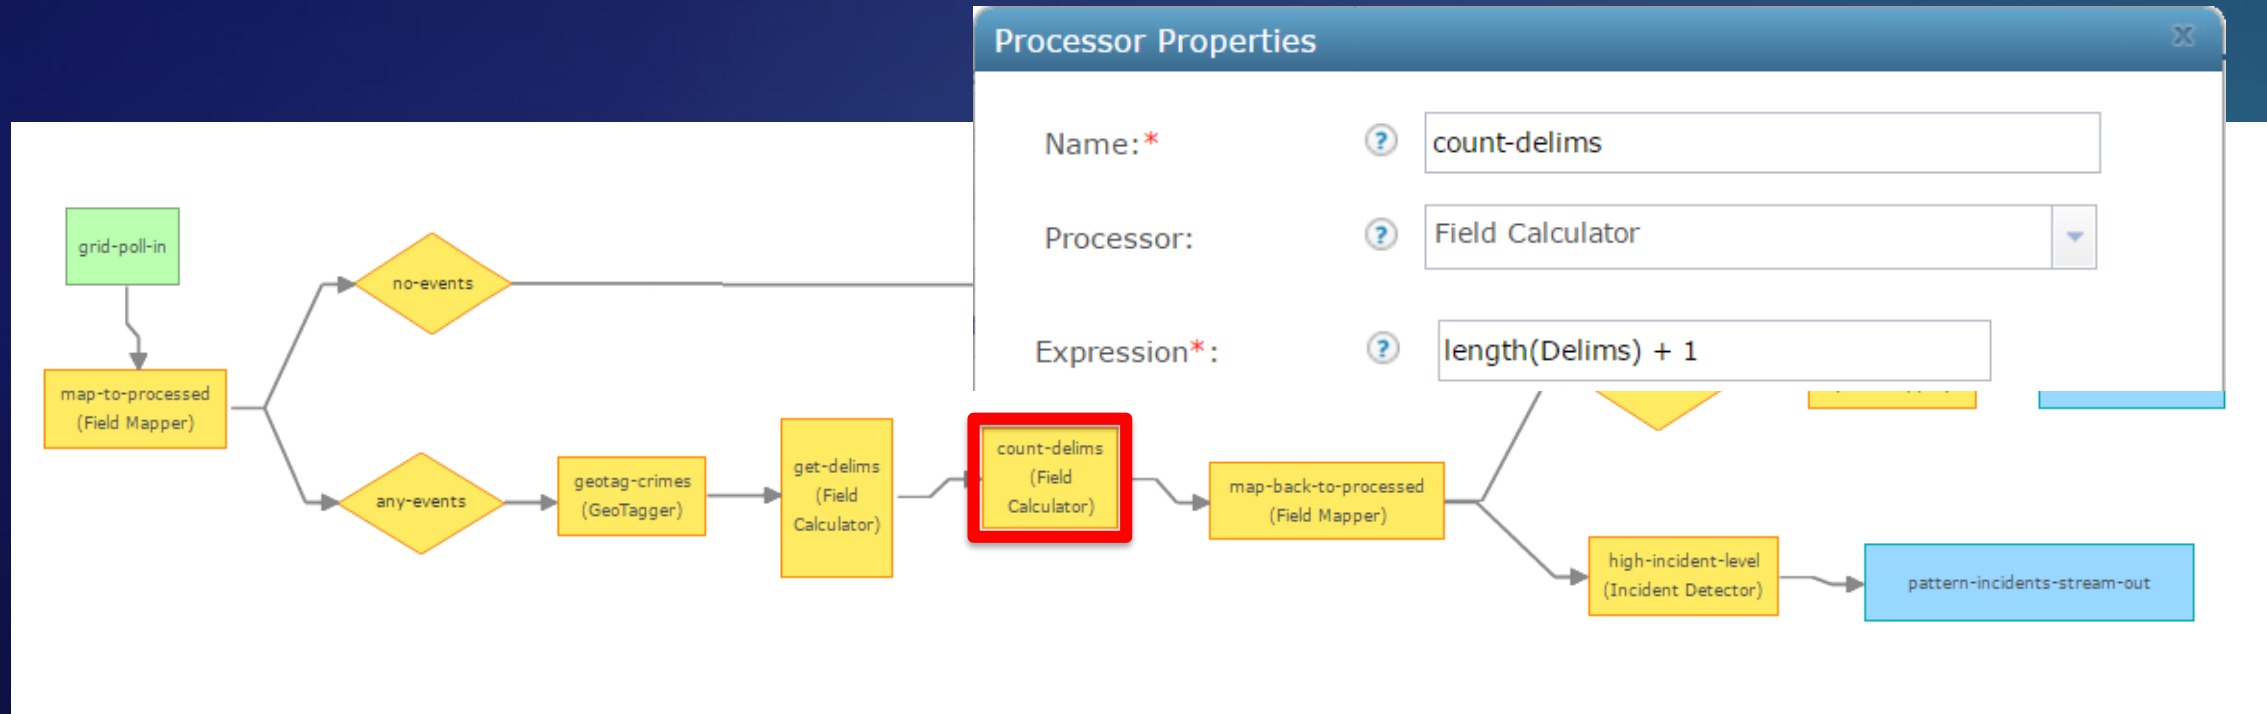 Processor Properties
x
Name:*
?
count-delims
Processor:
?
Field Calculator
Expression*:
?
length(Delims) + 1
grid-poll-in
no-events
map-to-processed
(Field Mapper)
any-events
geotag-crimes
(GeoTagger)
get-delims
(Field
Calculator)
count-delims
(Field
Calculator)
map-back-to-processed
(Field Mapper)
high-incident-level
(Incident Detector)
pattern-incidents-stream-out